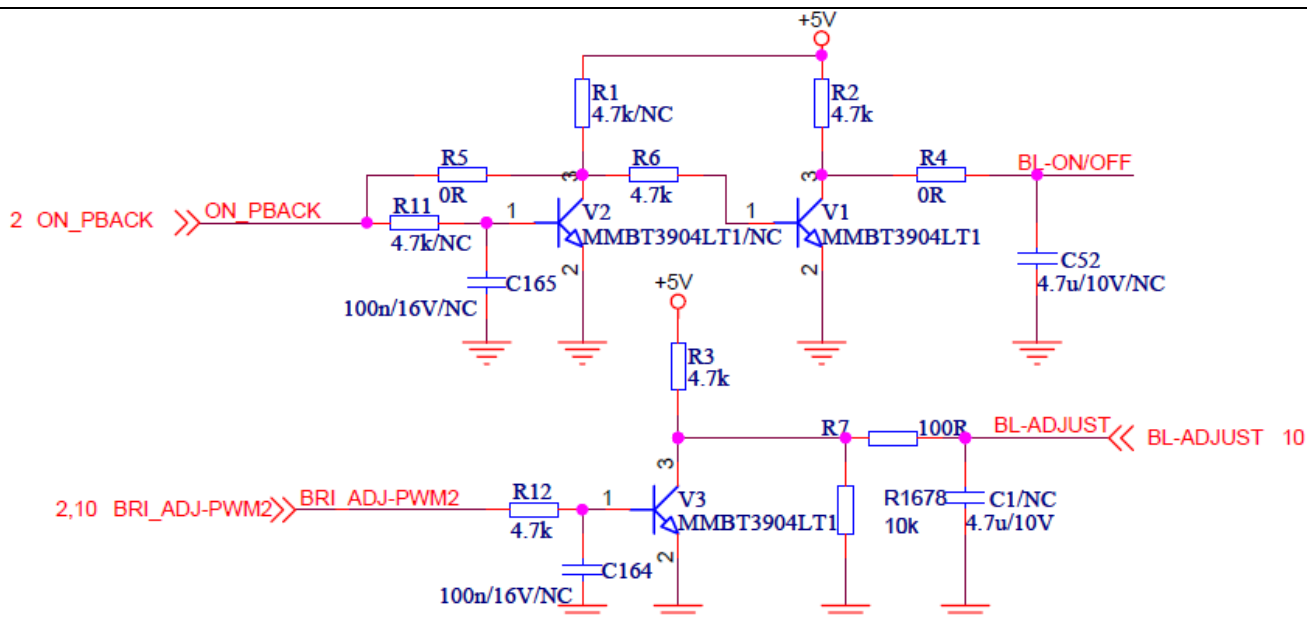 +5V
R1
4.7k/NC
R2
4.7k
R5
0R
3
R6
4.7k
3
R4
0R
BL-ON/OFF
2 ON_PBACK
ON_PBACK
R11
4.7k/NC
1
V2
MMBT3904LT1/NC
1
V1
MMBT3904LT1
2
2
C165
100n/16V/NC
C52
4.7u/10V/NC
+5V
R3
4.7k
R7
100R
BL-ADJUST
BL-ADJUST 10
3
2,10 BRI_ADJ-PWM2
BRI ADJ-PWM2
R12
4.7k
1
V3
MMBT3904LT1
R1678
10k
C1/NC
4.7u/10V
2
C164
100n/16V/NC